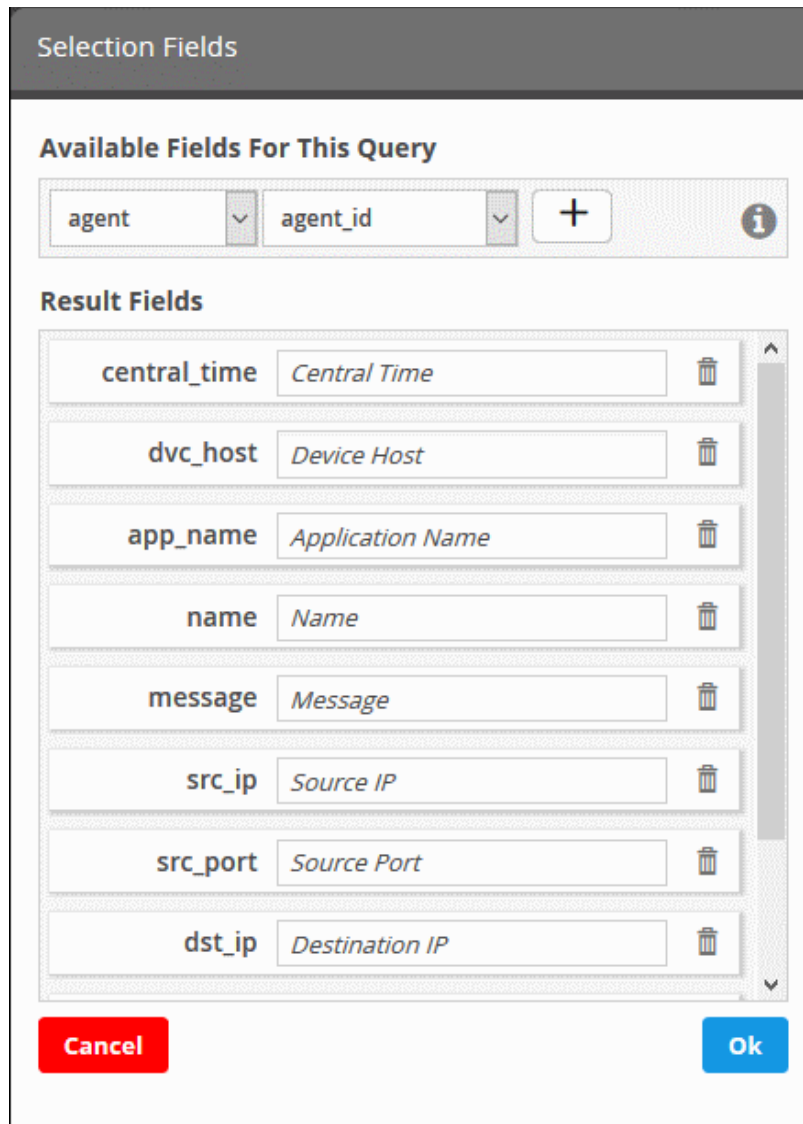 Selection Fields
Available Fields For This Query
agent agent_id +
Result Fields
central_time Central Time
dvc_host Device Host
app_name Application Name
name Name
message Message
src_ip Source IP
src_port Source Port
dst_ip Destination IP
Cancel Ok